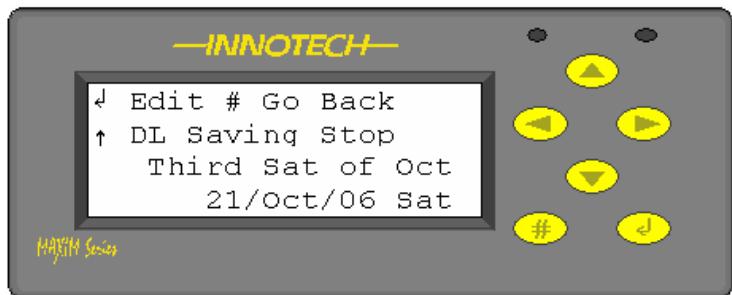 INNOTECH
↲ Edit # Go Back
↑ DL Saving Stop
Third Sat of Oct
21/Oct/06 Sat
#
MAXIM Series